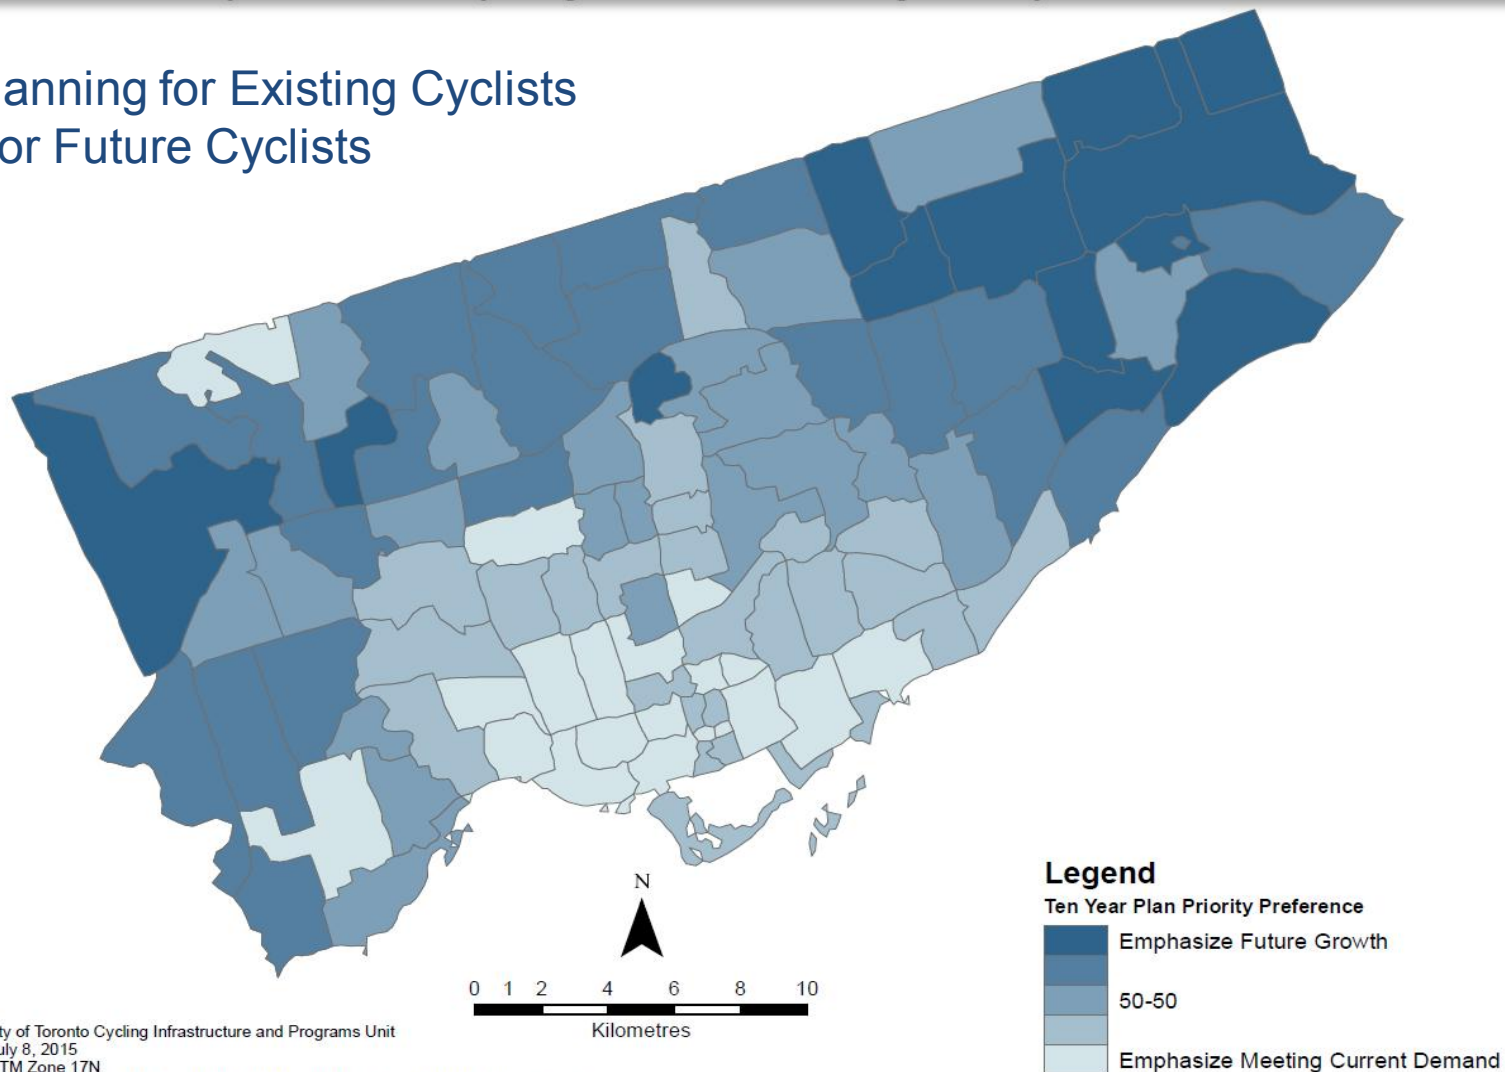 anning for Existing Cyclists
or Future Cyclists
N
0 1 2 4 6 8 10
Kilometres
Legend
Ten Year Plan Priority Preference
Emphasize Future Growth
50-50
Emphasize Meeting Current Demand
ty of Toronto Cycling Infrastructure and Programs Unit
uly 8, 2015
TM Zone 17N